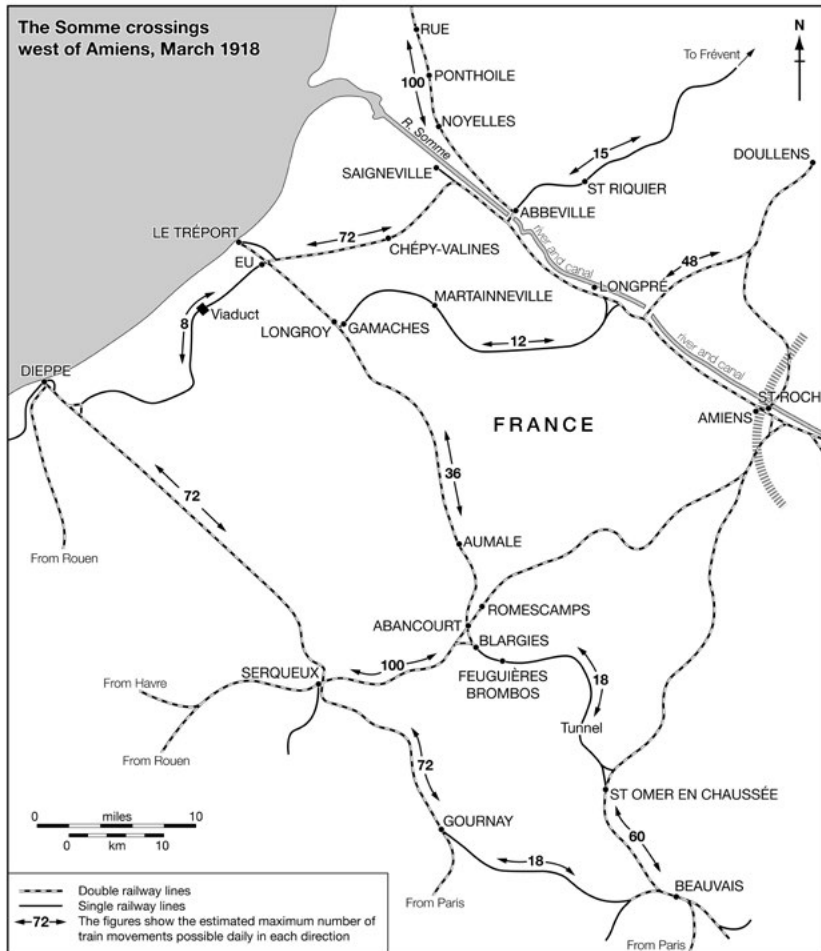 The Somme crossings
west of Amiens, March 1918
N
RUE
To Frévent
PONTHOILE
100
NOYELLES
R. Somme
15
DOULLENS
SAIGNEVILLE
ST RIQUIER
ABBEVILLE
LE TRÉPORT
72
CHÉPY-VALINES
river and canal
48
EU
LONGPRÉ
MARTAINNEVILLE
Viaduct
8
LONGROY
GAMACHES
12
river and canal
DIEPPE
ST ROCH
AMIENS
FRANCE
36
72
From Rouen
AUMALE
ROMESCAMPS
ABANCOURT
BLARGIES
100
SERQUEUX
FEUGUIÈRES
BROMBOS
18
From Havre
Tunnel
From Rouen
72
ST OMER EN CHAUSSÉE
0 miles 10
0 km 10
GOURNAY
60
18
BEAUVAIS
From Paris
From Paris
Double railway lines
Single railway lines
72 The figures show the estimated maximum number of
train movements possible daily in each direction